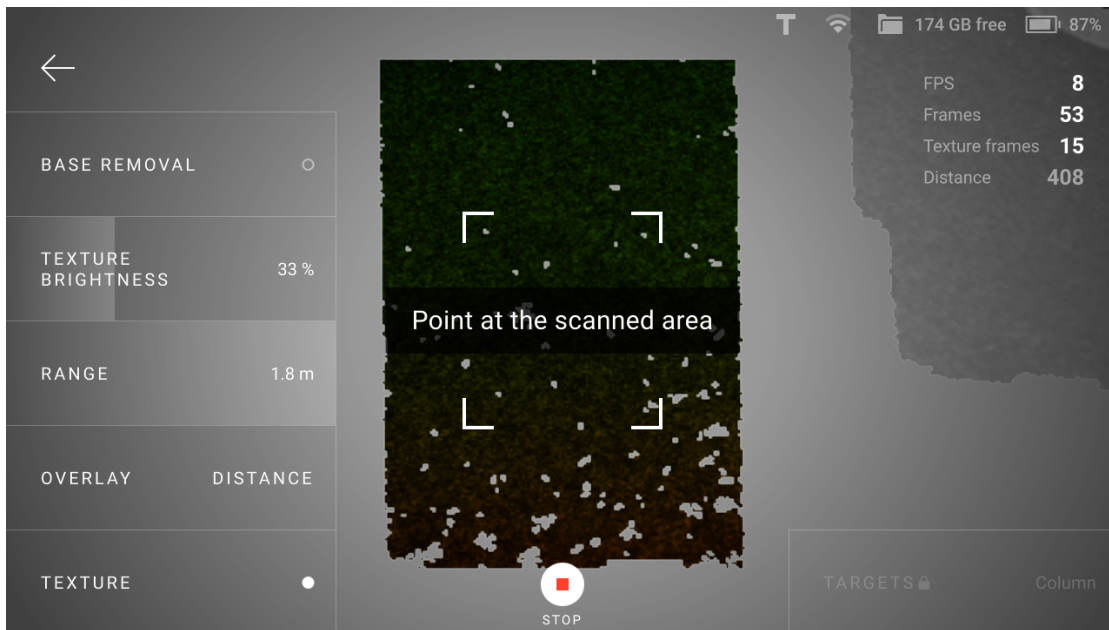 T 174 GB free 87%
FPS 8
Frames 53
Texture frames 15
Distance 408
BASE REMOVAL
TEXTURE
BRIGHTNESS 33 %
RANGE 1.8 m
OVERLAY DISTANCE
TEXTURE
Point at the scanned area
STOP
TARGETS Column